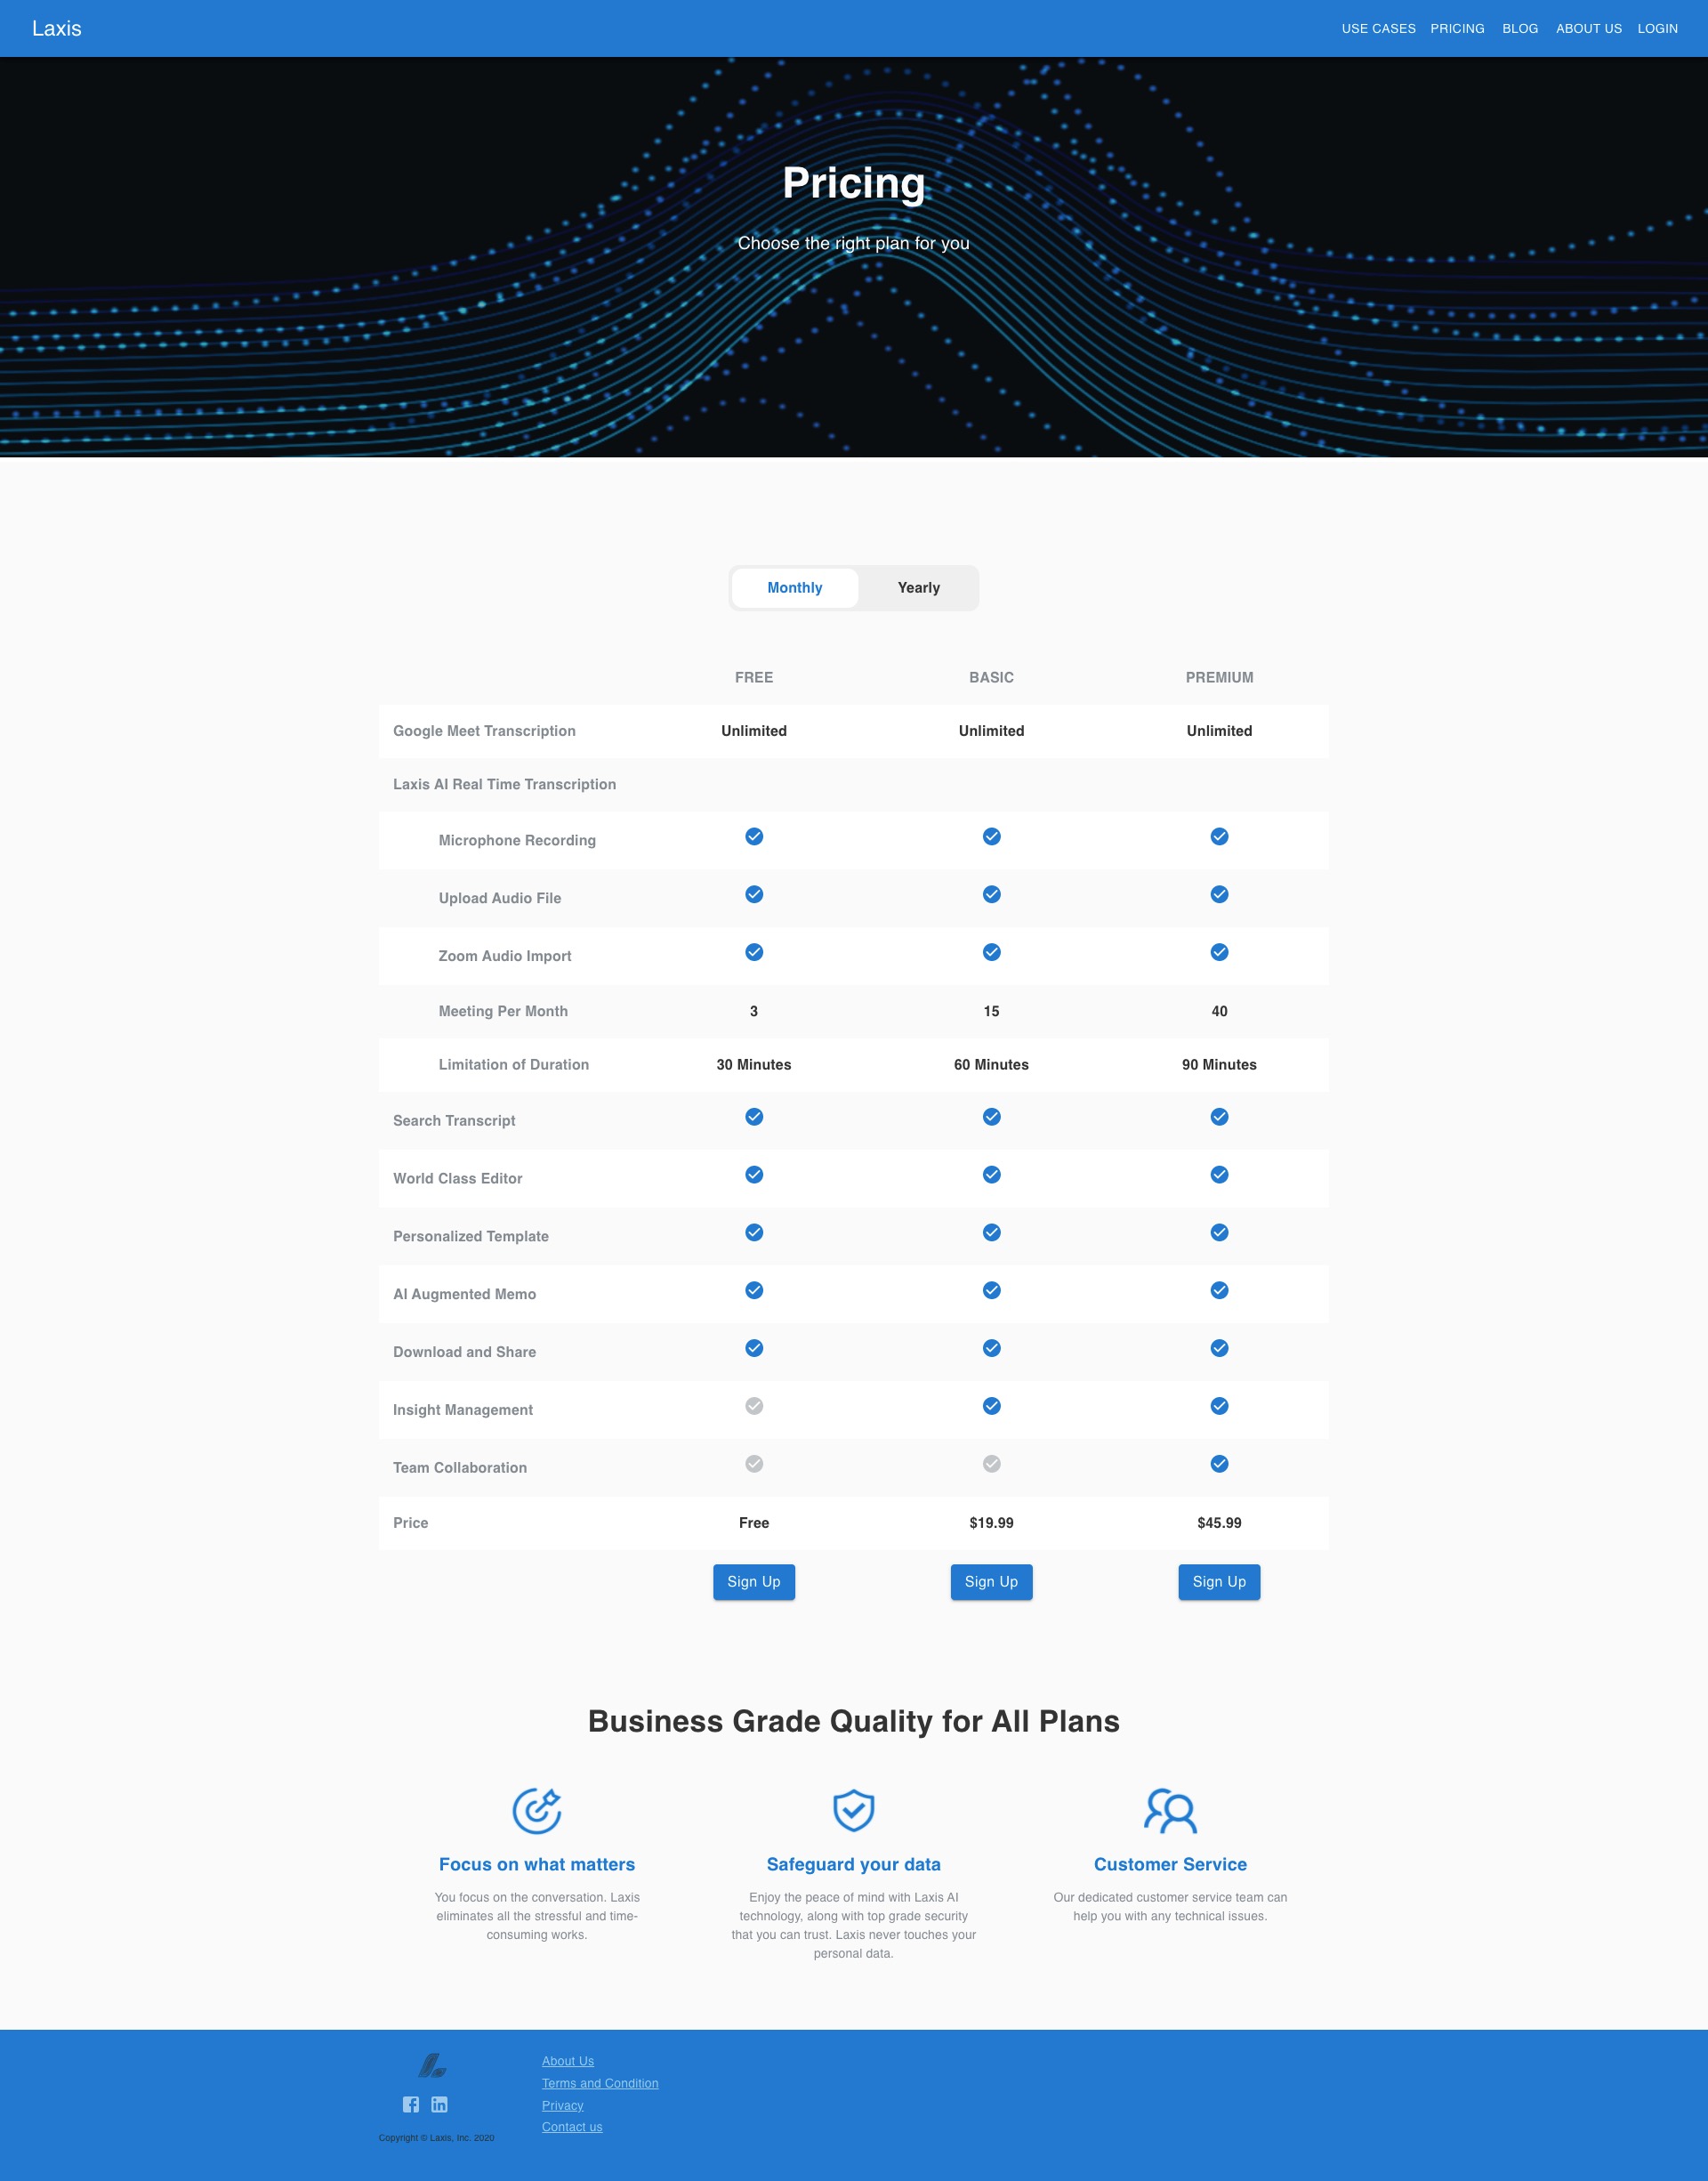 Laxis
USE CASES PRICING BLOG ABOUT US LOGIN
Pricing
Choose the right plan for you
Monthly Yearly
FREE BASIC PREMIUM
Google Meet Transcription Unlimited Unlimited Unlimited
Laxis AI Real Time Transcription
Microphone Recording
Upload Audio File
Zoom Audio Import
Meeting Per Month 3 15 40
Limitation of Duration 30 Minutes 60 Minutes 90 Minutes
Search Transcript
World Class Editor
Personalized Template
AI Augmented Memo
Download and Share
Insight Management
Team Collaboration
Price Free $19.99 $45.99
Sign Up Sign Up Sign Up
Business Grade Quality for All Plans
Focus on what matters
You focus on the conversation. Laxis
eliminates all the stressful and time-
consuming works.
Safeguard your data
Enjoy the peace of mind with Laxis AI
technology, along with top grade security
that you can trust. Laxis never touches your
personal data.
Customer Service
Our dedicated customer service team can
help you with any technical issues.
Copyright © Laxis, Inc. 2020
About Us
Terms and Condition
Privacy
Contact us